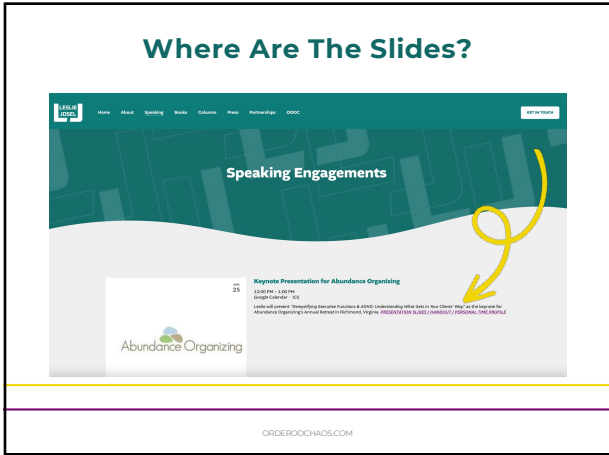 Where Are The Slides?
LESLIE
JOSEL
Home About Speaking Books Columns Press Partnerships OOOC
GET IN TOUCH
Speaking Engagements
APR
25
Keynote Presentation for Abundance Organizing
12:00 PM – 1:00 PM
Google Calendar · ICS
Leslie will present "Demystifying Executive Functions & ADHD: Understanding What Gets in Your Clients' Way," as the keynote for
Abundance Organizing's Annual Retreat in Richmond, Virginia. PRESENTATION SLIDES / HANDOUT / PERSONAL TIME PROFILE
Abundance Organizing
ORDEROOCHAOS.COM